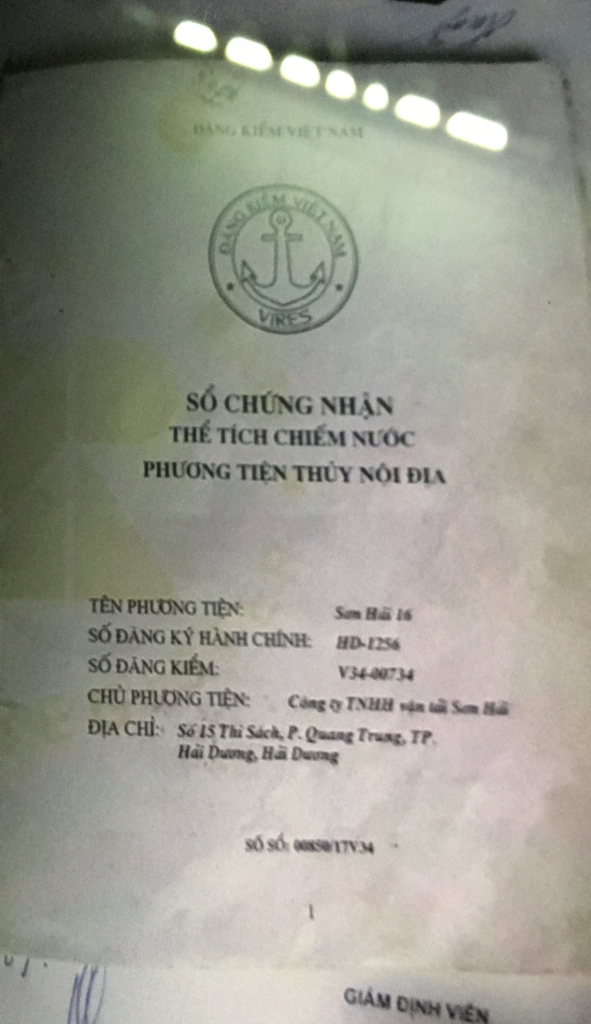 ĐĂNG KIỂM VIỆT NAM
ĐĂNG KIỂM VIỆT NAM
VIRES
SỔ CHỨNG NHẬN
THỂ TÍCH CHIẾM NƯỚC
PHƯƠNG TIỆN THỦY NỘI ĐỊA
TÊN PHƯƠNG TIỆN: Sơn Hải 16
SỐ ĐĂNG KÝ HÀNH CHÍNH: HD-1256
SỐ ĐĂNG KIỂM: V34-00734
CHỦ PHƯƠNG TIỆN: Công ty TNHH vận tải Sơn Hải
ĐỊA CHỈ: Số 15 Thi Sách, P. Quang Trung, TP.
Hải Dương, Hải Dương
SỐ SỔ: 00850/17V34
1
GIÁM ĐỊNH VIÊN